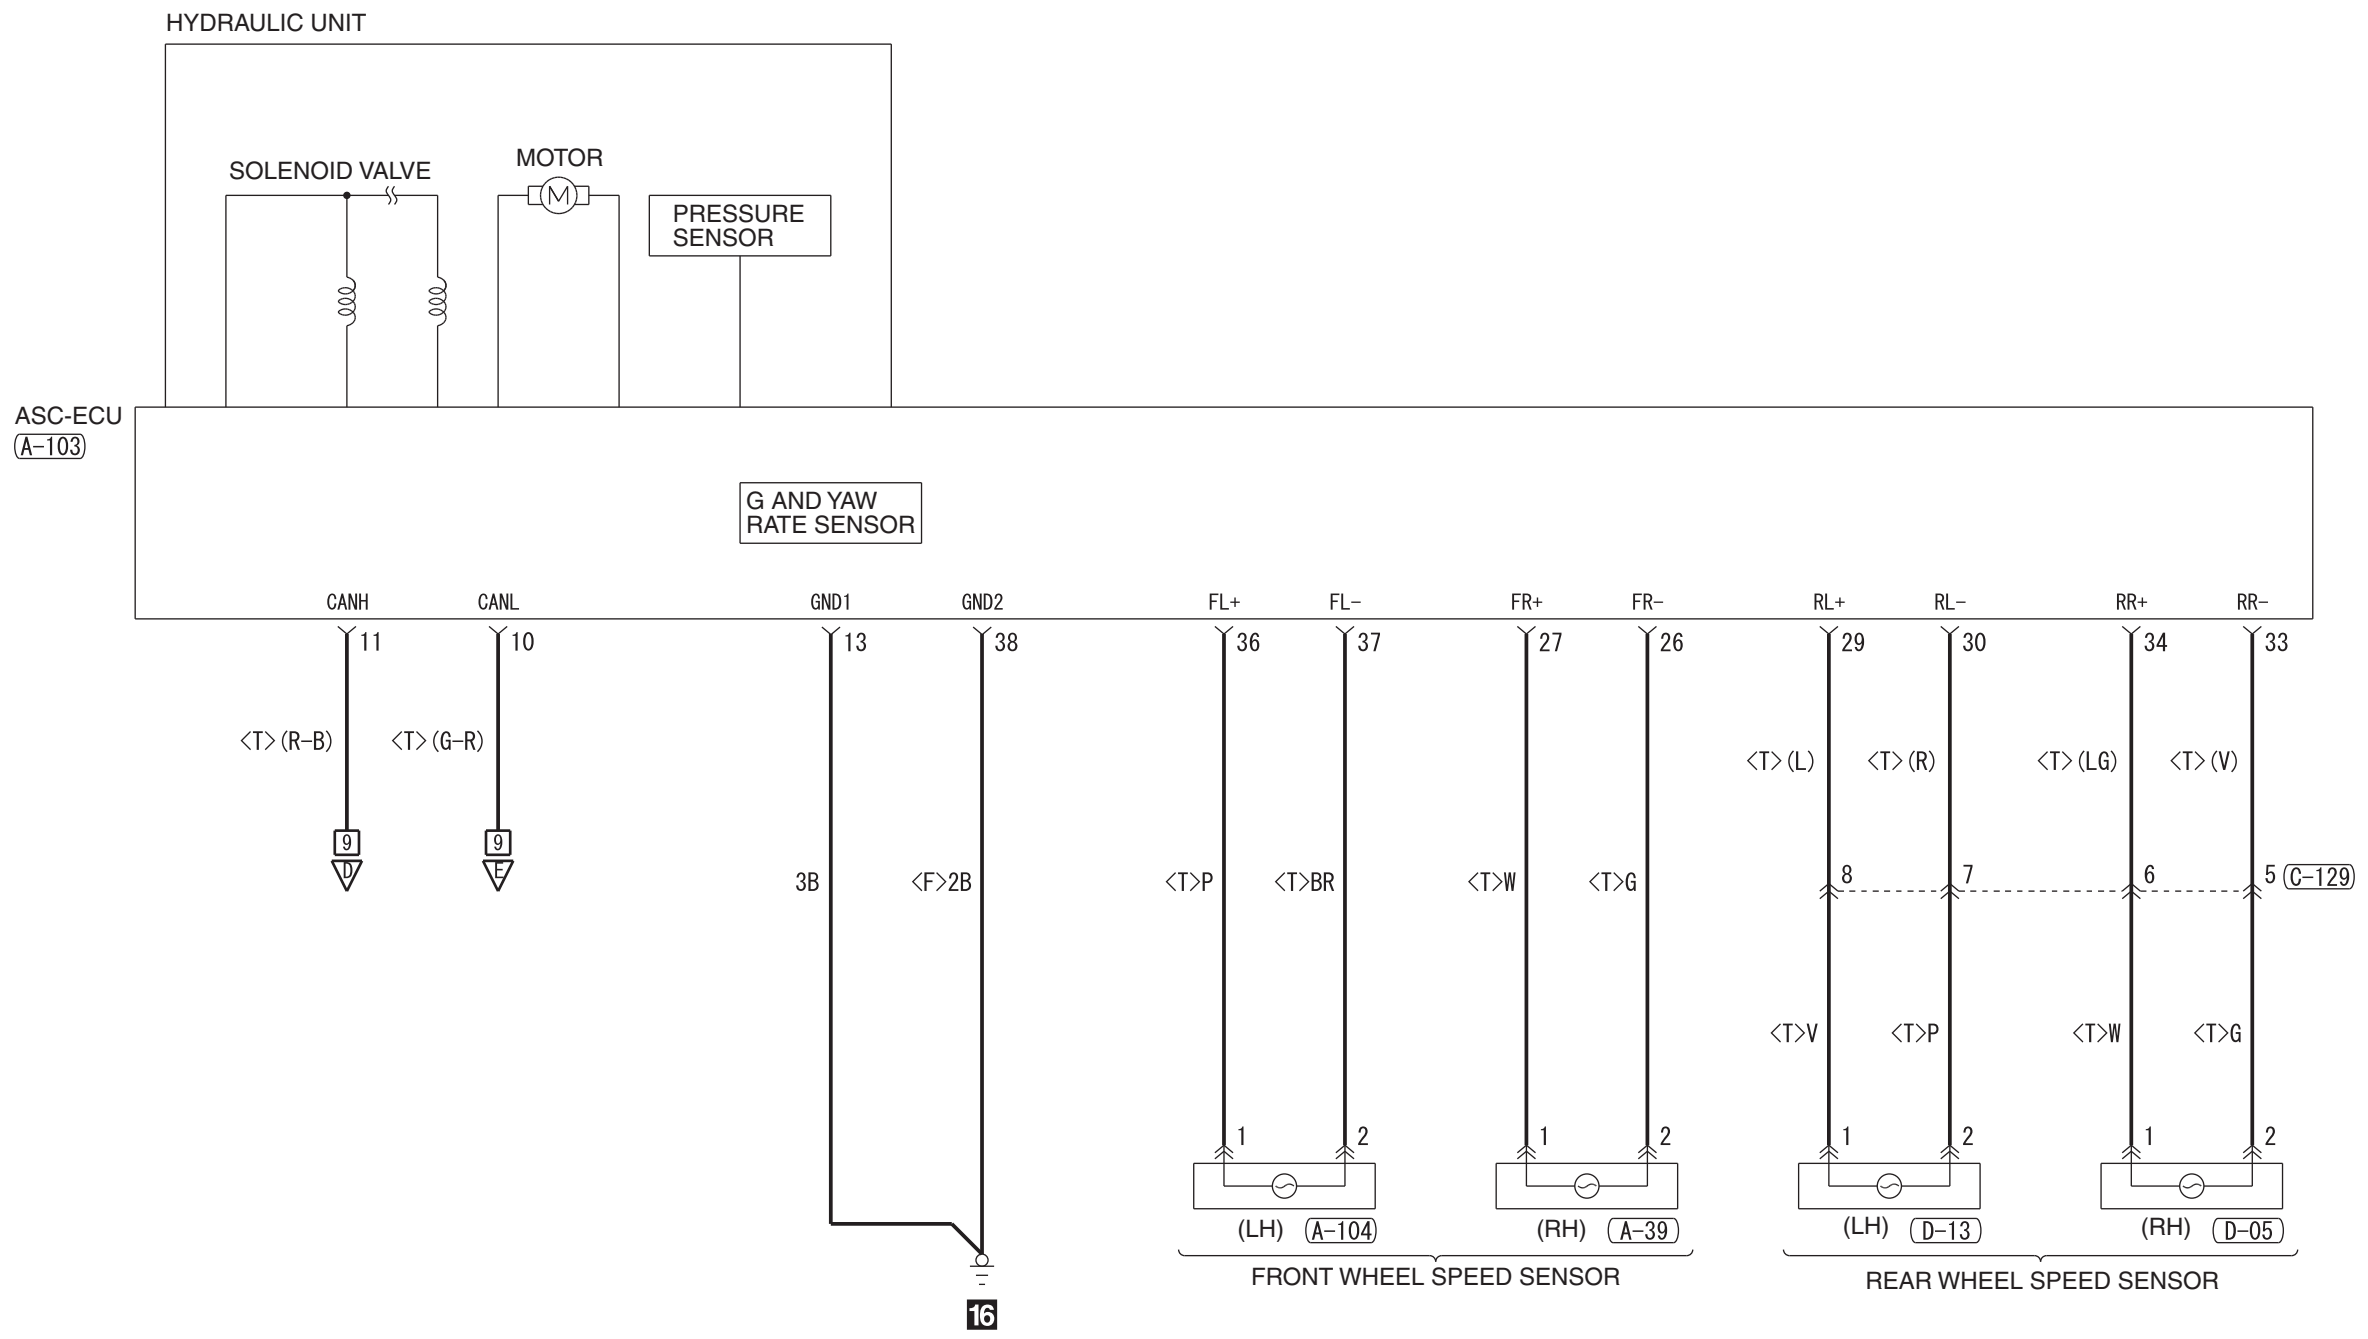 HYDRAULIC UNIT
SOLENOID VALVE
MOTOR
M
PRESSURE
SENSOR
ASC-ECU
A-103
G AND YAW
RATE SENSOR
CANH CANL GND1 GND2 FL+ FL- FR+ FR- RL+ RL- RR+ RR-
11 10 13 38 36 37 27 26 29 30 34 33
<T>(R-B) <T>(G-R)
<T>(L) <T>(R) <T>(LG) <T>(V)
9 9
D E
3B <F>2B <T>P <T>BR <T>W <T>G
8 7 6 5 C-129
<T>V <T>P <T>W <T>G
1 2 1 2 1 2 1 2
(LH) A-104 (RH) A-39 (LH) D-13 (RH) D-05
FRONT WHEEL SPEED SENSOR
REAR WHEEL SPEED SENSOR
16